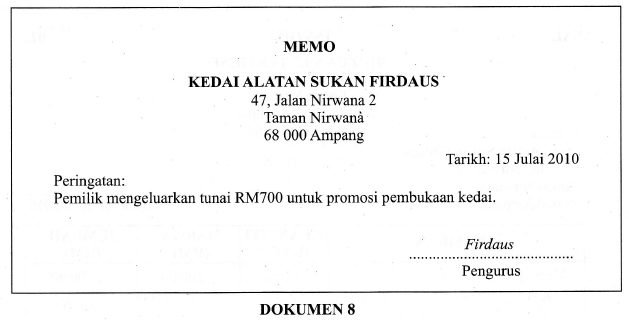 MEMO
KEDAI ALATAN SUKAN FIRDAUS
47, Jalan Nirwana 2
Taman Nirwana
68 000 Ampang
Tarikh: 15 Julai 2010
Peringatan:
Pemilik mengeluarkan tunai RM700 untuk promosi pembukaan kedai.
Firdaus
Pengurus
DOKUMEN 8